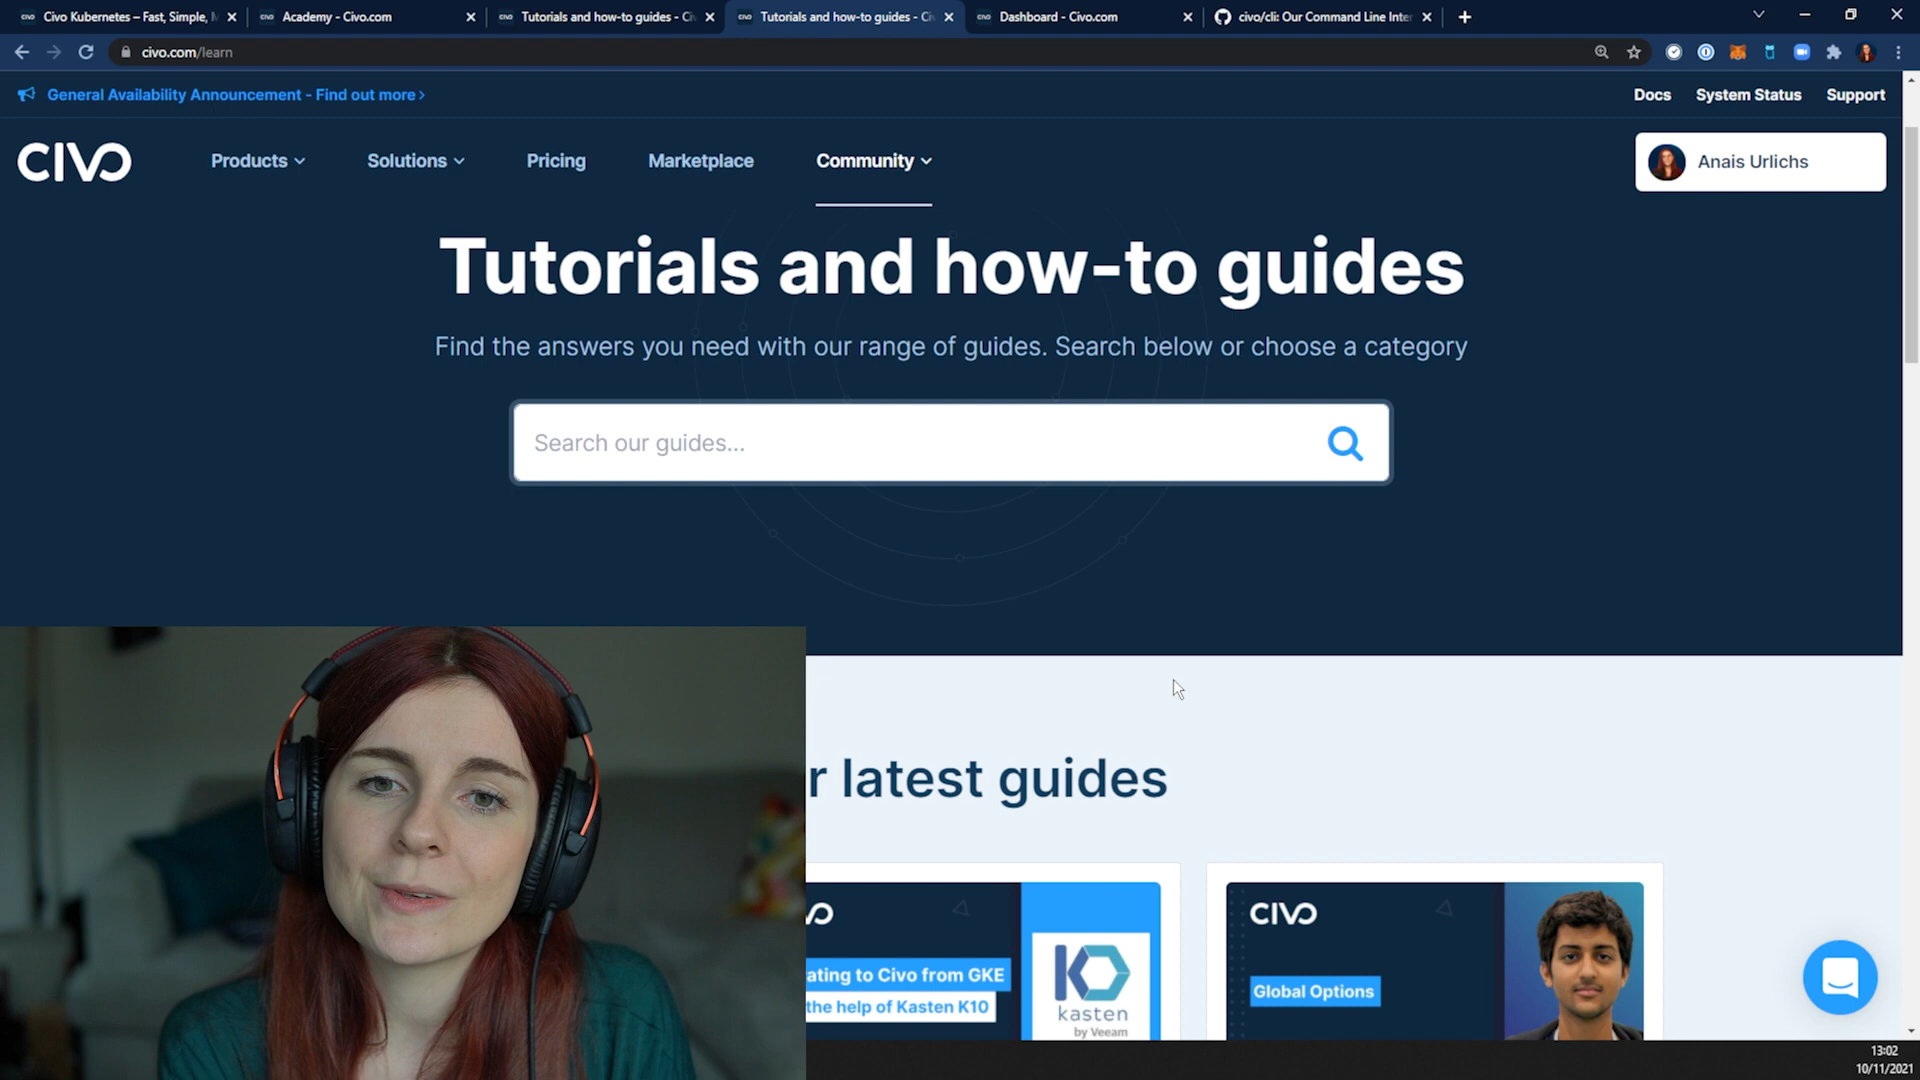 Civo Kubernetes – Fast, Simple,
Academy - Civo.com
Tutorials and how-to guides - Ci
Tutorials and how-to guides - Ci
Dashboard - Civo.com
civo/cli: Our Command Line Inter
civo.com/learn
General Availability Announcement - Find out more >
Docs
System Status
Support
CIVO
Products
Solutions
Pricing
Marketplace
Community
Anais Urlichs
Tutorials and how-to guides
Find the answers you need with our range of guides. Search below or choose a category
Search our guides...
r latest guides
VO
ating to Civo from GKE
the help of Kasten K10
K
kasten
by Veeam
CIVO
Global Options
13:02
10/11/2021